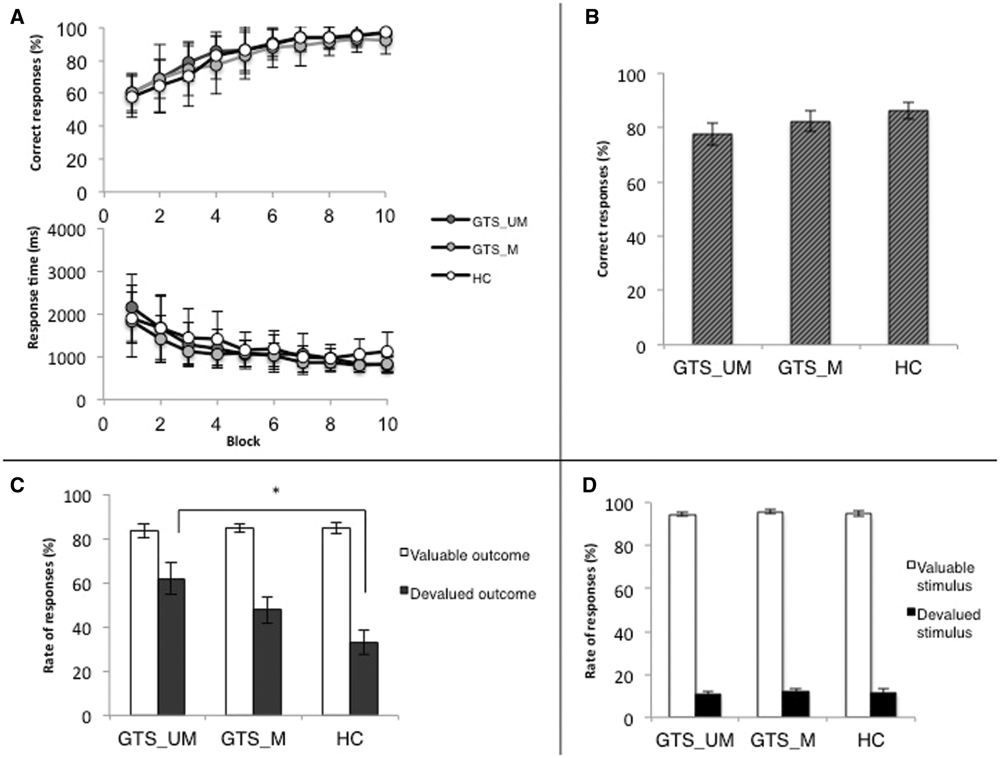 A
Correct responses (%)
100
80
60
40
20
0
0 2 4 6 8 10
Response time (ms)
4000
3000
2000
1000
0
0 2 4 6 8 10
Block
GTS_UM
GTS_M
HC
B
Correct responses (%)
100
80
60
40
20
0
GTS_UM GTS_M HC
C
Rate of responses (%)
100
80
60
40
20
0
*
GTS_UM GTS_M HC
Valuable outcome
Devalued outcome
D
Rate of responses (%)
100
80
60
40
20
0
GTS_UM GTS_M HC
Valuable
stimulus
Devalued
stimulus